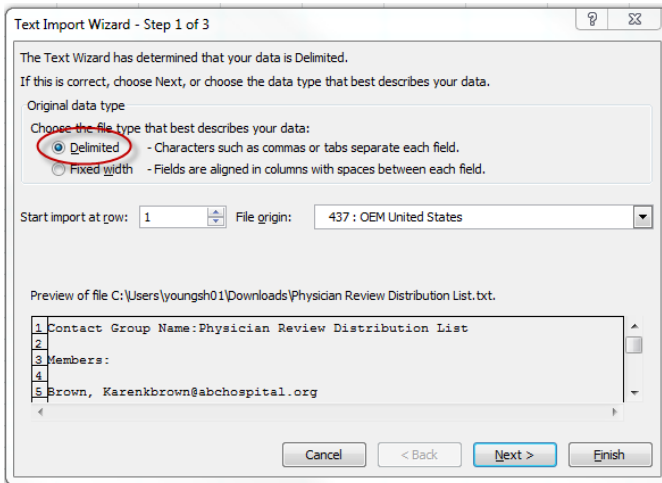 Text Import Wizard - Step 1 of 3
The Text Wizard has determined that your data is Delimited.
If this is correct, choose Next, or choose the data type that best describes your data.
Original data type
Choose the file type that best describes your data:
Delimited - Characters such as commas or tabs separate each field.
Fixed width - Fields are aligned in columns with spaces between each field.
Start import at row: 1 File origin: 437 : OEM United States
Preview of file C:\Users\youngsh01\Downloads\Physician Review Distribution List.txt.
1 Contact Group Name:Physician Review Distribution List
2
3 Members:
4
5 Brown, Karenkbrown@abchospital.org
Cancel < Back Next > Finish